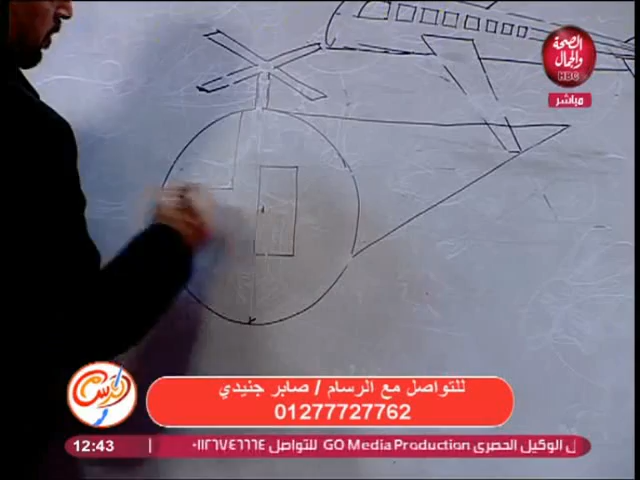 الصحة
والجمال
HBC
مباشر
للتواصل مع الرسام / صابر جنيدي
01277727762
12:43
ل الوكيل الحصرى GO Media Production للتواصل ٠١١٢٦٧٤٦٦٦٤